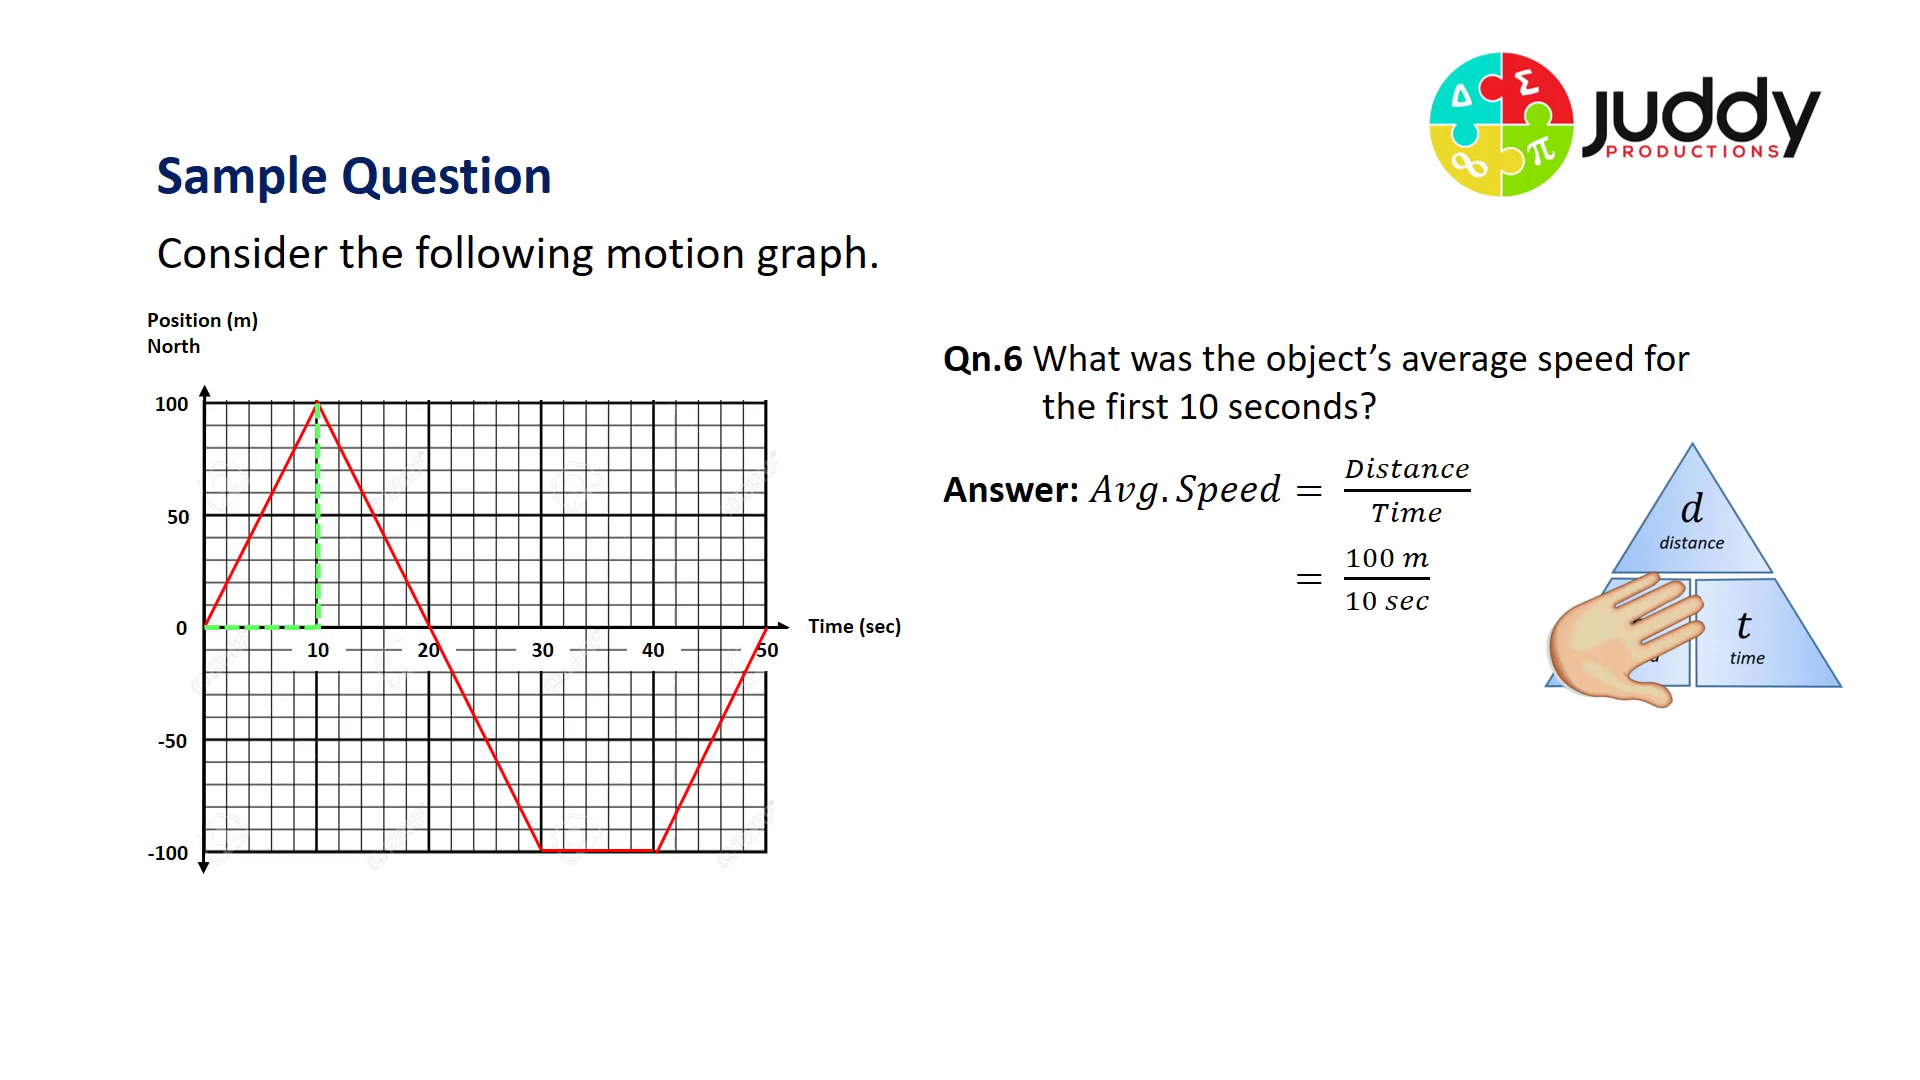 Δ Σ
∞ π
juddy
PRODUCTIONS
Sample Question
Consider the following motion graph.
Position (m)
North
100
50
0
-50
-100
10 20 30 40 50
Time (sec)
Qn.6 What was the object’s average speed for
the first 10 seconds?
Answer: Avg. Speed = Distance / Time
= 100 m / 10 sec
d
distance
t
time